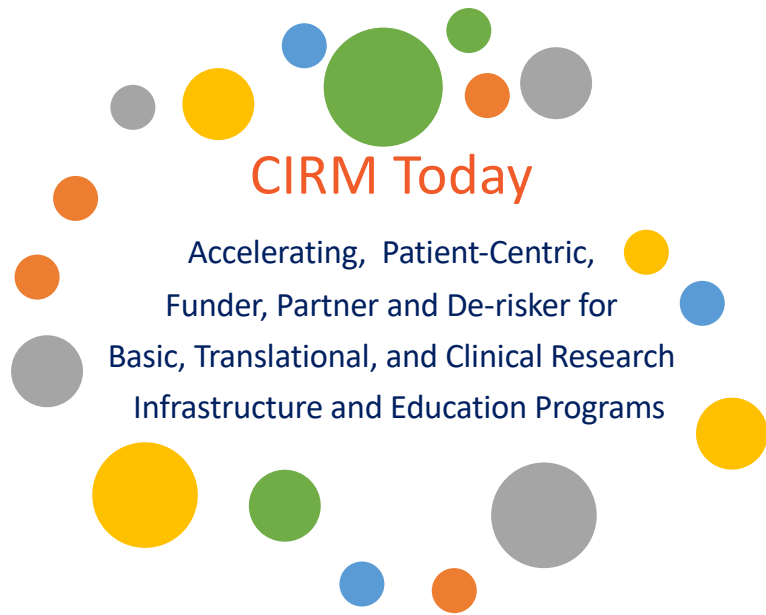 CIRM Today
Accelerating, Patient-Centric,
Funder, Partner and De-risker for
Basic, Translational, and Clinical Research
Infrastructure and Education Programs